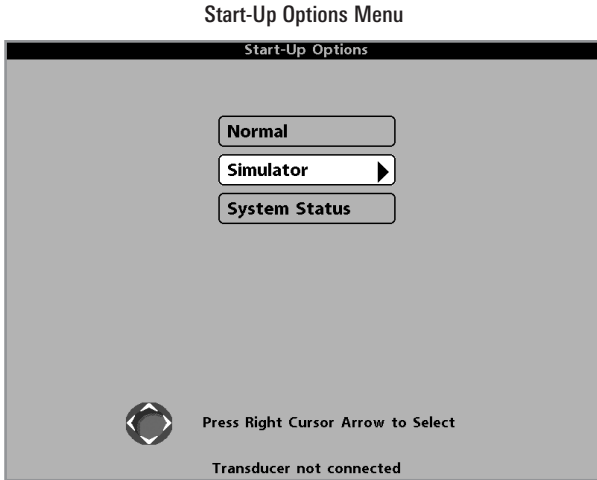 Start-Up Options Menu
Start-Up Options
Normal
Simulator
System Status
Press Right Cursor Arrow to Select
Transducer not connected